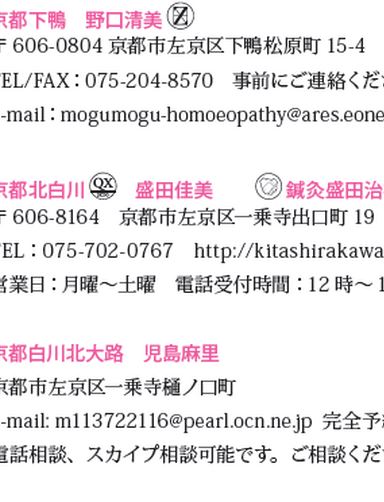 京都下鴨 野口清美
〒606-0804 京都市左京区下鴨松原町 15-4
TEL/FAX：075-204-8570 事前にご連絡くだ
-mail：mogumogu-homoeopathy@ares.eone
京都北白川 QX 盛田佳美 鍼灸盛田治
〒606-8164 京都市左京区一乗寺出口町 19
TEL：075-702-0767 http://kitashirakawa
営業日：月曜〜土曜 電話受付時間：12 時〜 1
京都白川北大路 児島麻里
京都市左京区一乗寺樋ノ口町
-mail: m113722116@pearl.ocn.ne.jp 完全予
電話相談、スカイプ相談可能です。ご相談くだ